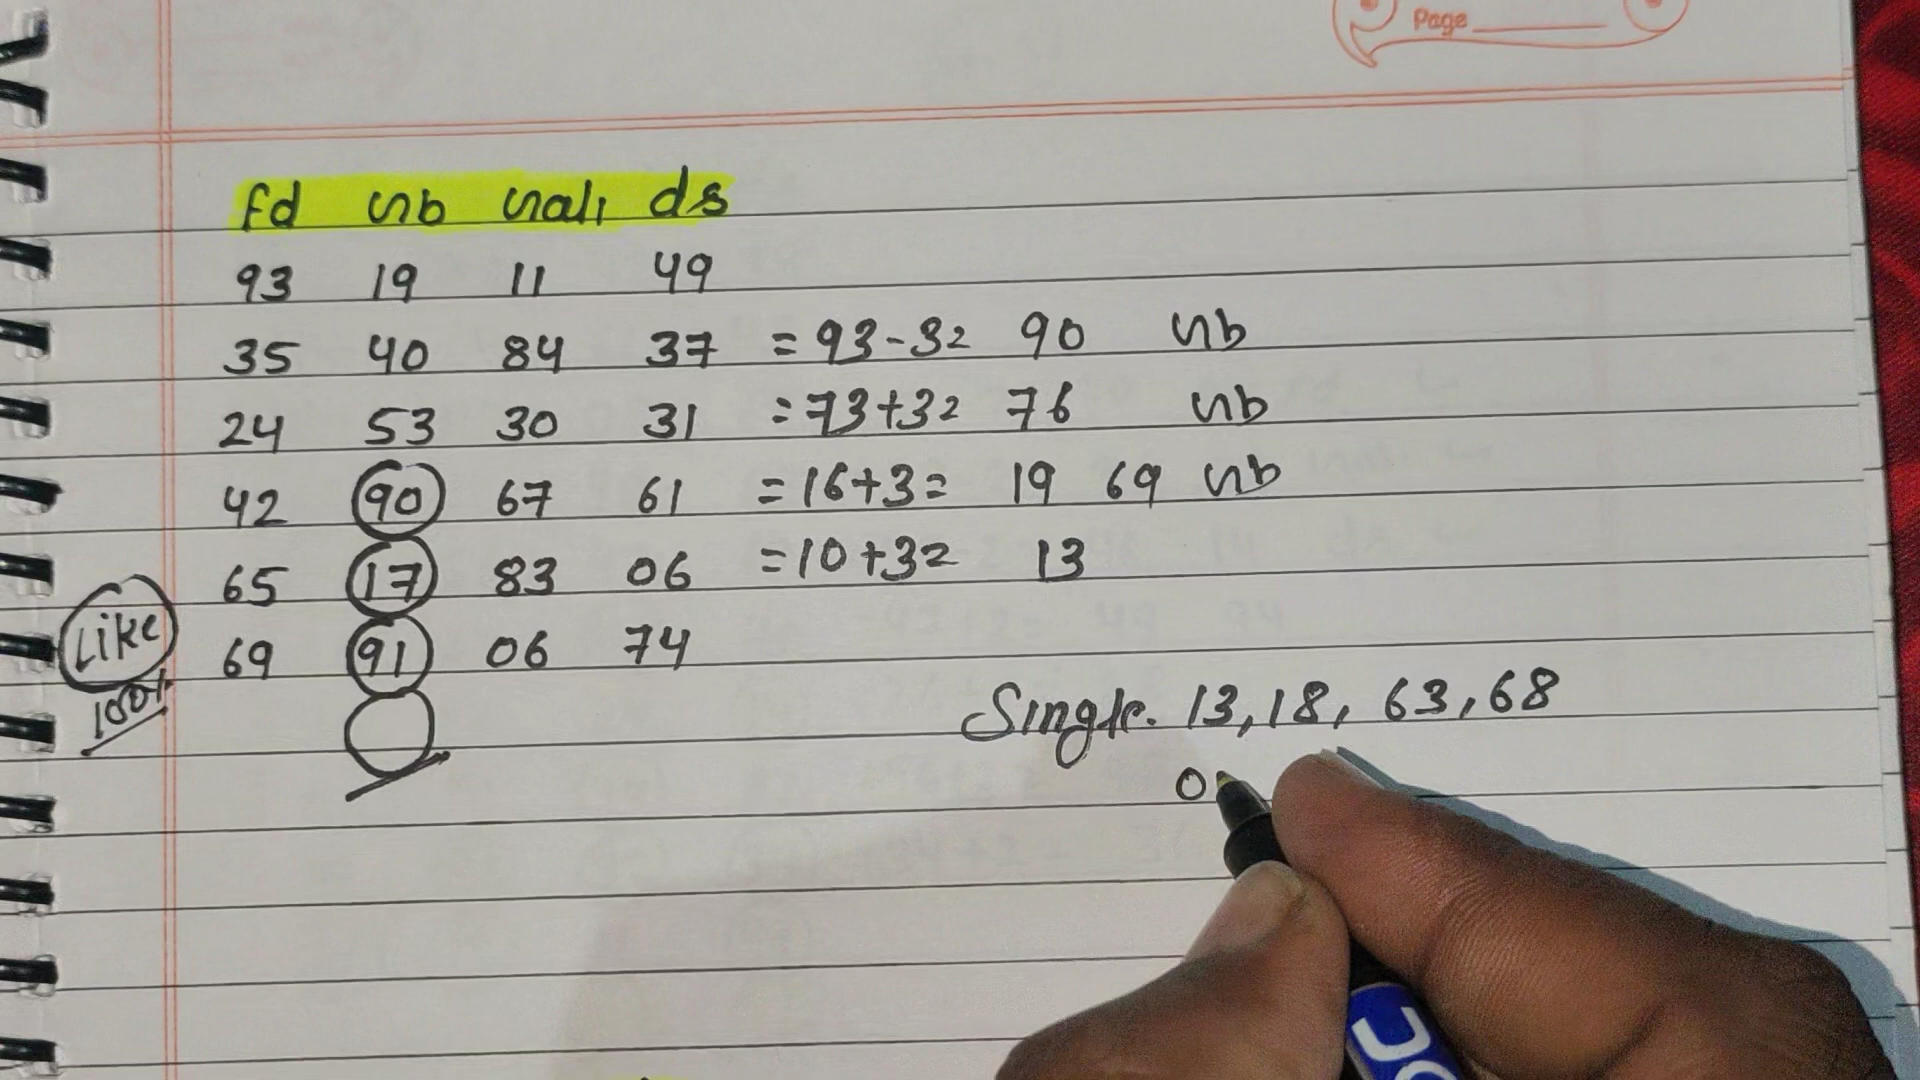 Page
Fd Gb Gali ds
93 19 11 49
35 40 84 37 = 93-3= 90 Gb
24 53 30 31 = 73+3= 76 Gb
42 90 67 61 = 16+3= 19 69 Gb
65 17 83 06 = 10+3= 13
Like 69 91 06 74
100%
Single. 13, 18, 63, 68
0